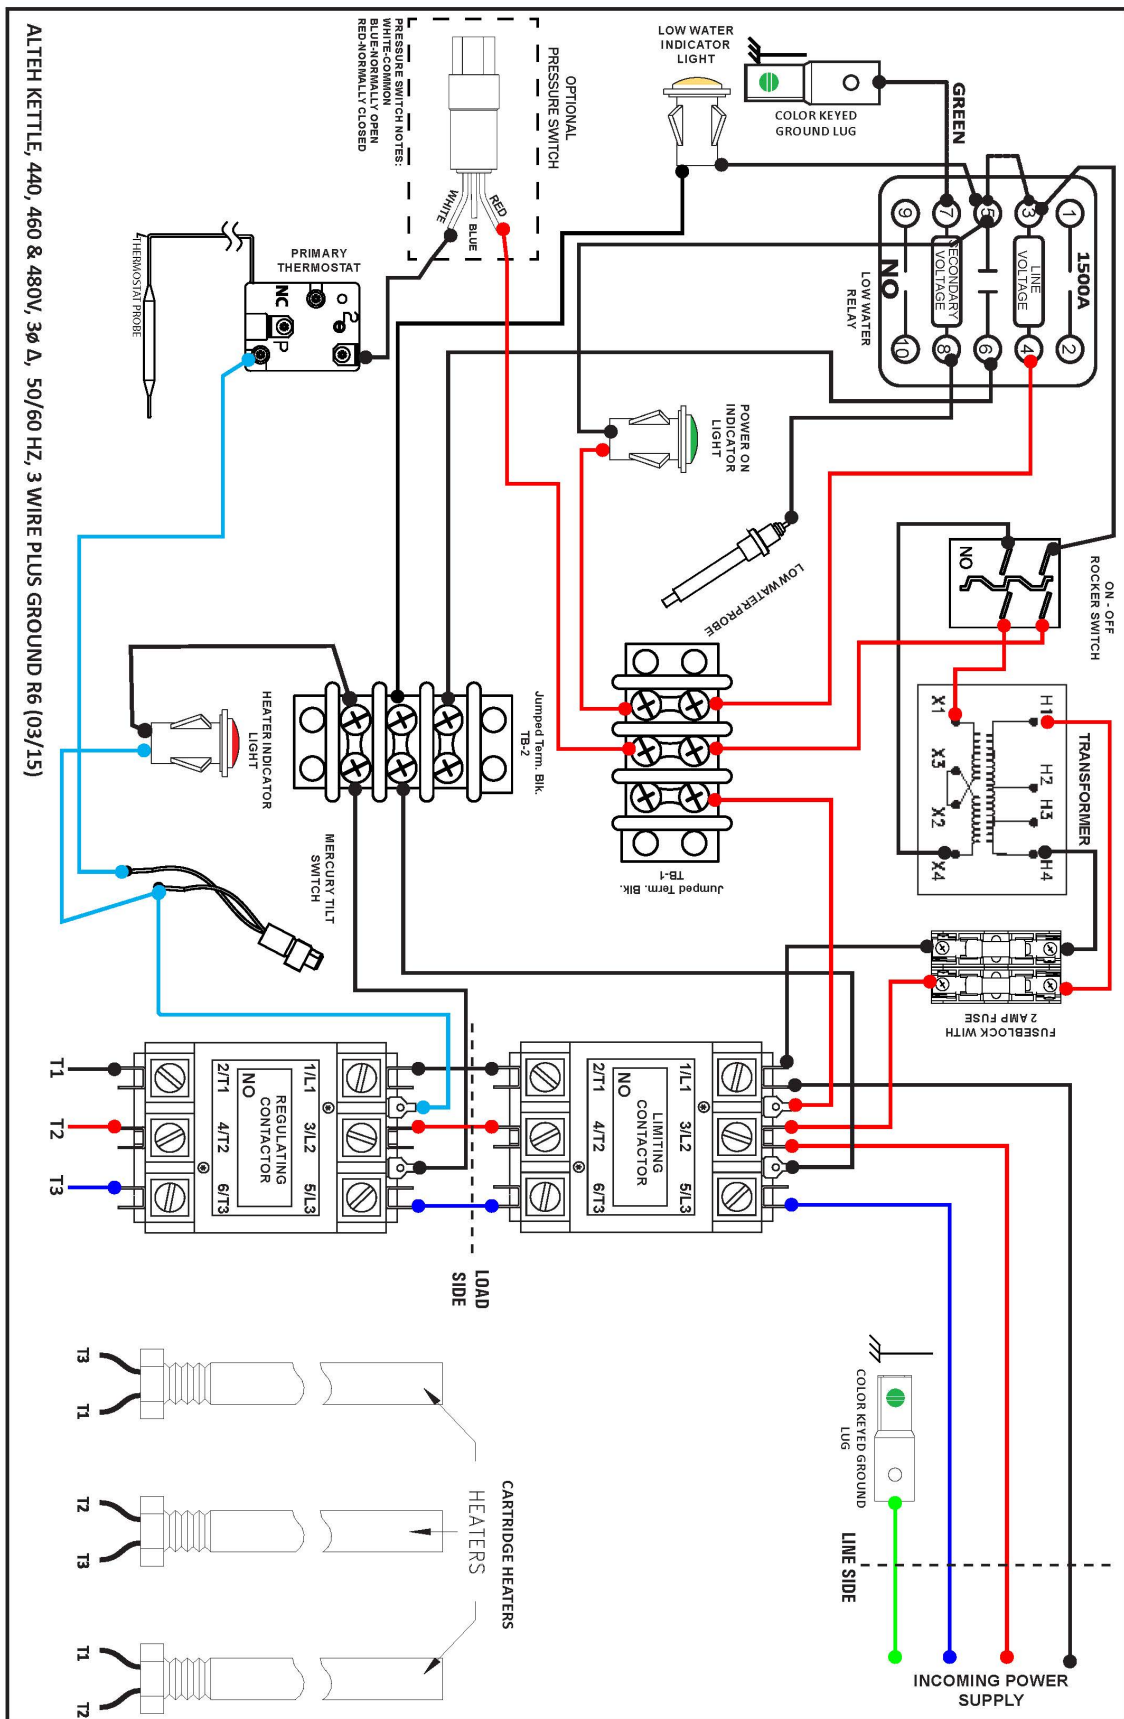 ALTEH KETTLE, 440, 460 & 480V, 3ø Δ, 50/60 HZ, 3 WIRE PLUS GROUND R6 (03/15)
PRESSURE SWITCH NOTES:
WHITE-COMMON
BLUE-NORMALLY OPEN
RED-NORMALLY CLOSED
OPTIONAL
PRESSURE SWITCH
WHITE
BLUE
RED
LOW WATER
INDICATOR
LIGHT
COLOR KEYED
GROUND LUG
GREEN
1500A
1
3
5
7
9
2
4
6
8
10
LINE
VOLTAGE
SECONDARY
VOLTAGE
NO
LOW WATER
RELAY
PRIMARY
THERMOSTAT
NC
2
P
THERMOSTAT PROBE
POWER ON
INDICATOR
LIGHT
LOW WATER PROBE
NO
ON - OFF
ROCKER SWITCH
TRANSFORMER
H1
H2
H3
H4
X1
X3
X2
X4
Jumped Term. Blk.
TB-2
Jumped Term. Blk.
TB-1
HEATER INDICATOR
LIGHT
MERCURY TILT
SWITCH
FUSEBLOCK WITH
2 AMP FUSE
T1
T2
T3
2/T1
4/T2
6/T3
NO
REGULATING
CONTACTOR
1/L1
3/L2
5/L3
2/T1
4/T2
6/T3
NO
LIMITING
CONTACTOR
1/L1
3/L2
5/L3
LOAD
SIDE
COLOR KEYED GROUND
LUG
LINE SIDE
INCOMING POWER
SUPPLY
CARTRIDGE HEATERS
HEATERS
T3
T1
T2
T3
T1
T2